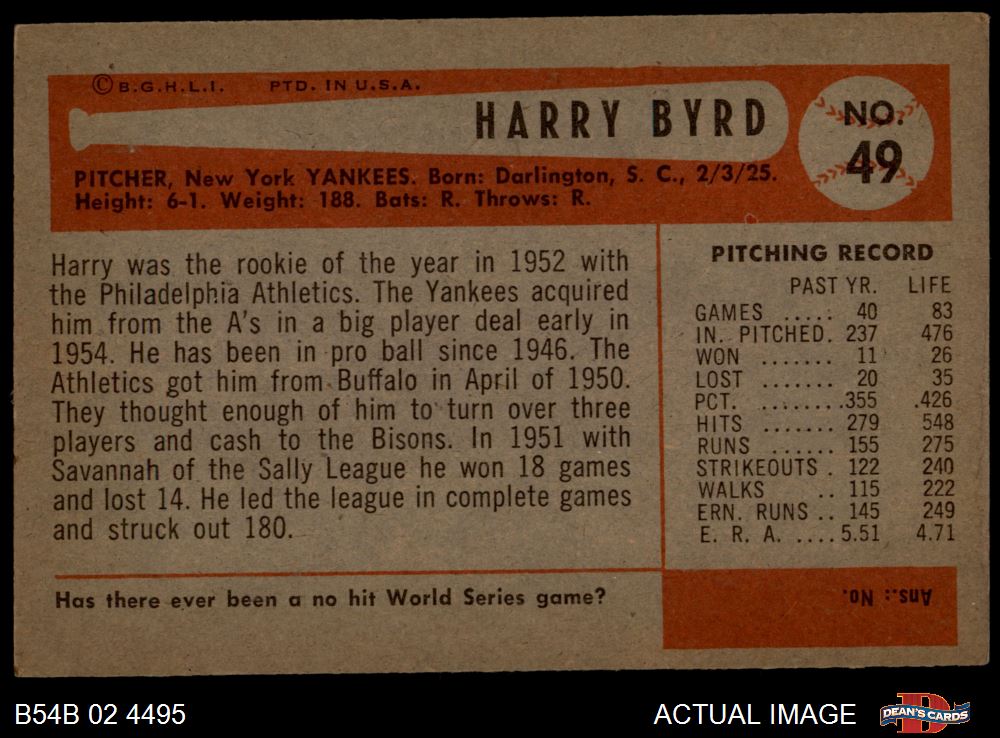 © B.G.H.L.I. PTD. IN U.S.A.
HARRY BYRD
NO.
49
PITCHER, New York YANKEES. Born: Darlington, S. C., 2/3/25.
Height: 6-1. Weight: 188. Bats: R. Throws: R.
Harry was the rookie of the year in 1952 with
the Philadelphia Athletics. The Yankees acquired
him from the A's in a big player deal early in
1954. He has been in pro ball since 1946. The
Athletics got him from Buffalo in April of 1950.
They thought enough of him to turn over three
players and cash to the Bisons. In 1951 with
Savannah of the Sally League he won 18 games
and lost 14. He led the league in complete games
and struck out 180.
PITCHING RECORD
PAST YR. LIFE
GAMES ..... 40 83
IN. PITCHED. 237 476
WON ....... 11 26
LOST ....... 20 35
PCT. ........355 .426
HITS ....... 279 548
RUNS ...... 155 275
STRIKEOUTS . 122 240
WALKS .. 115 222
ERN. RUNS .. 145 249
E. R. A. ....5.51 4.71
Has there ever been a no hit World Series game?
Ans.: No.
B54B 02 4495
ACTUAL IMAGE
DEAN'S CARDS